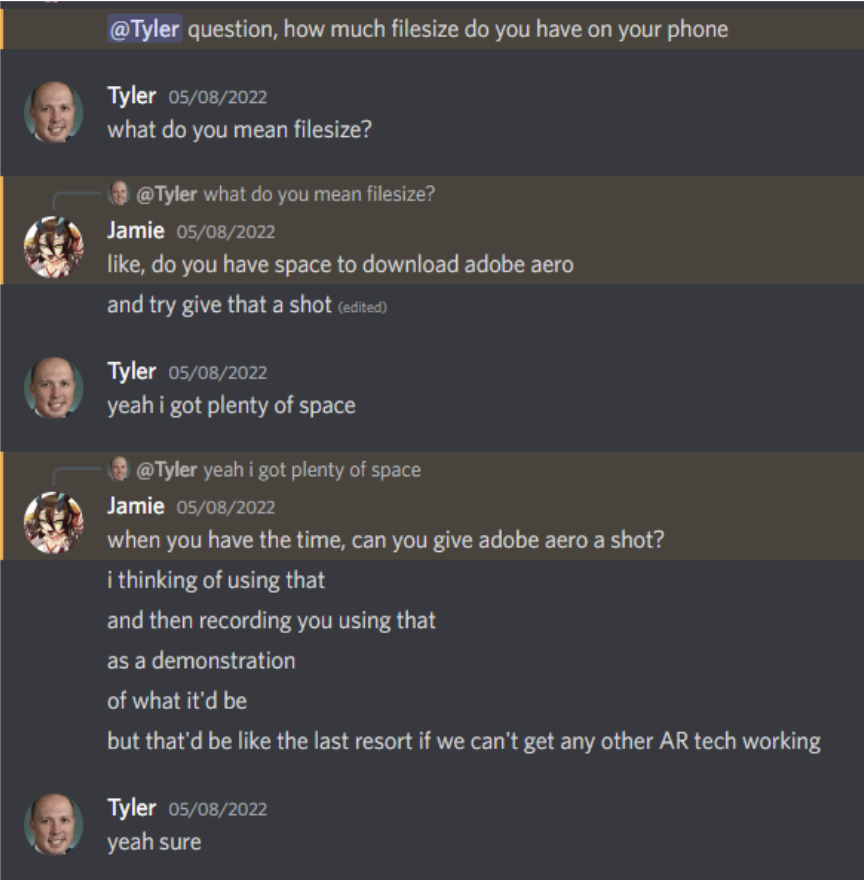 @Tyler question, how much filesize do you have on your phone
Tyler 05/08/2022
what do you mean filesize?
@Tyler what do you mean filesize?
Jamie 05/08/2022
like, do you have space to download adobe aero
and try give that a shot (edited)
Tyler 05/08/2022
yeah i got plenty of space
@Tyler yeah i got plenty of space
Jamie 05/08/2022
when you have the time, can you give adobe aero a shot?
i thinking of using that
and then recording you using that
as a demonstration
of what it'd be
but that'd be like the last resort if we can't get any other AR tech working
Tyler 05/08/2022
yeah sure